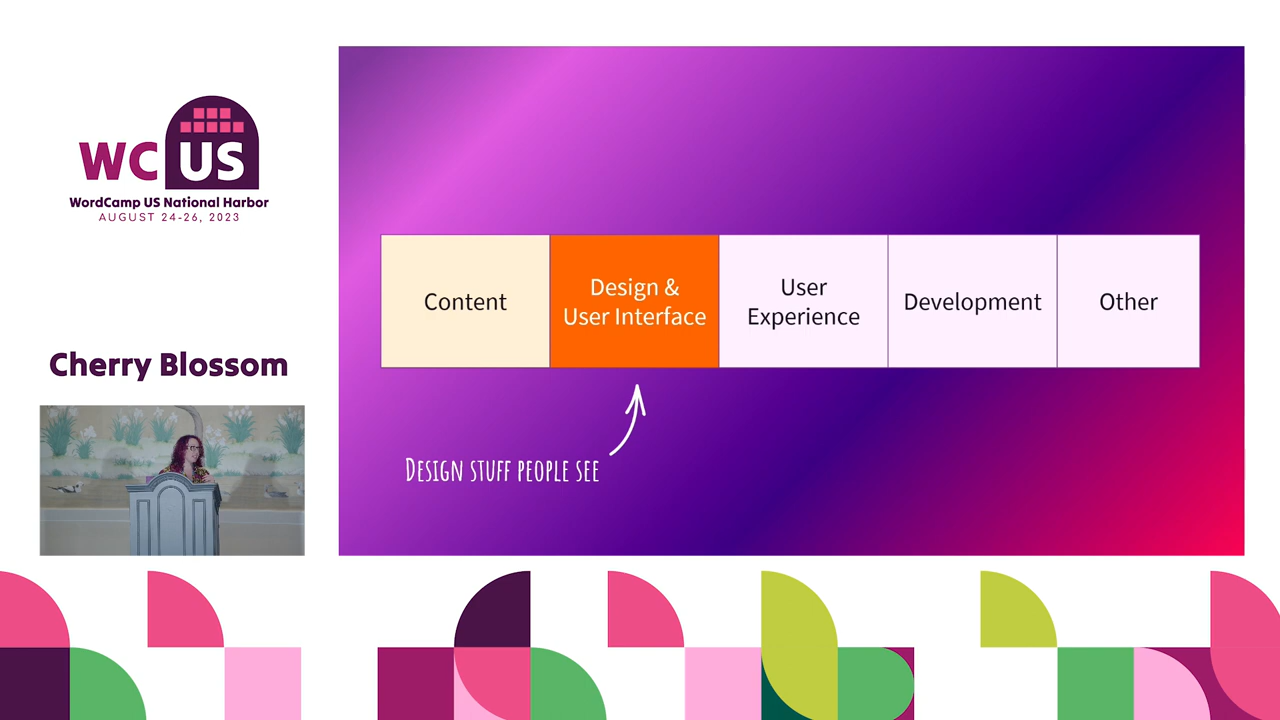 WC US
WordCamp US National Harbor
AUGUST 24-26, 2023
Cherry Blossom
Content
Design &
User Interface
User
Experience
Development
Other
DESIGN STUFF PEOPLE SEE